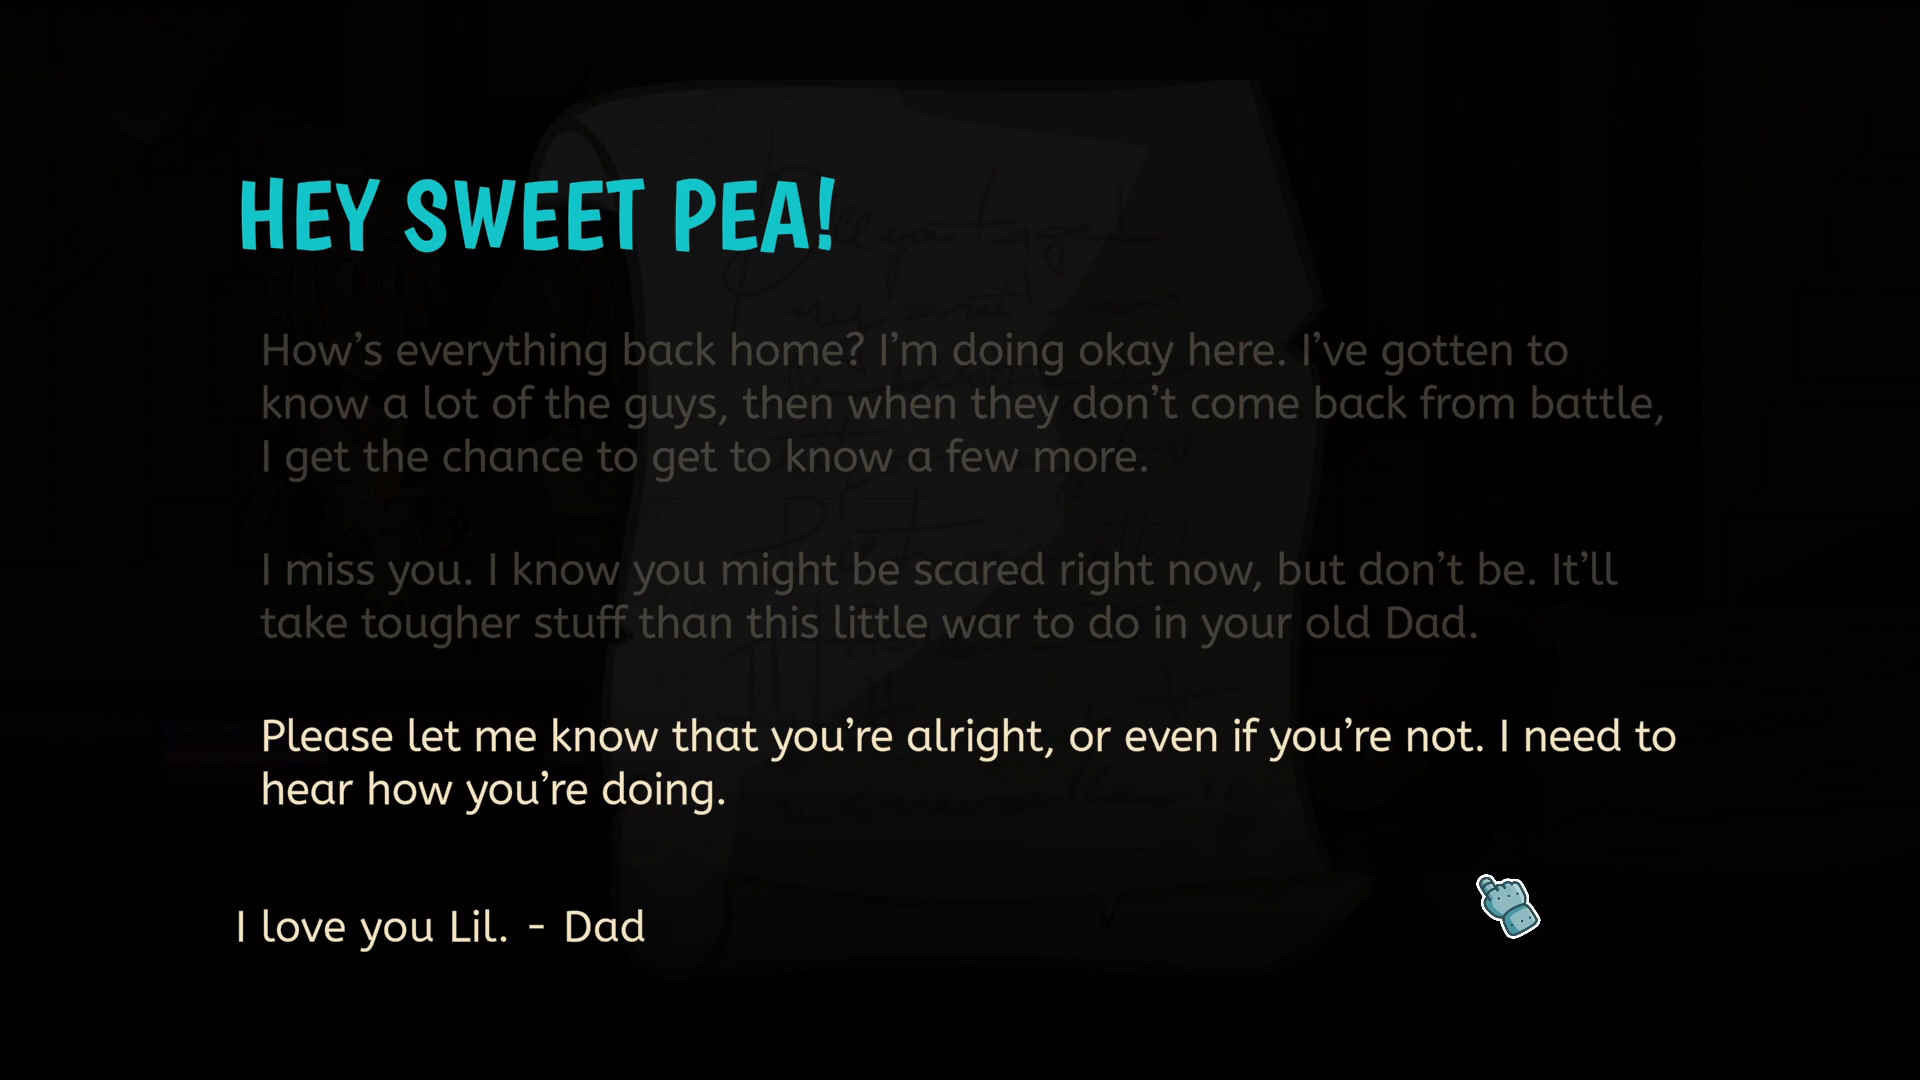 HEY SWEET PEA!
How’s everything back home? I’m doing okay here. I’ve gotten to
know a lot of the guys, then when they don’t come back from battle,
I get the chance to get to know a few more.
I miss you. I know you might be scared right now, but don’t be. It’ll
take tougher stuff than this little war to do in your old Dad.
Please let me know that you’re alright, or even if you’re not. I need to
hear how you’re doing.
I love you Lil. - Dad